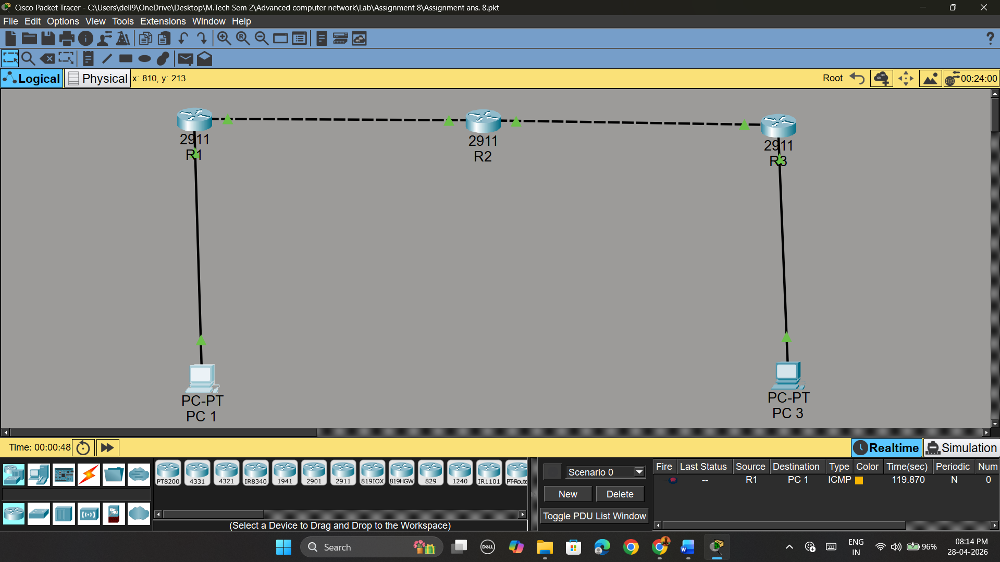 Cisco Packet Tracer - C:\Users\dell9\OneDrive\Desktop\M.Tech Sem 2\Advanced computer network\Lab\Assignment 8\Assignment ans. 8.pkt
File Edit Options View Tools Extensions Window Help
Logical Physical x: 810, y: 213 Root 00:24:00
2911
R1
2911
R2
2911
R3
PC-PT
PC 1
PC-PT
PC 3
Time: 00:00:48 Realtime Simulation
PT8200 4331 4321 IR8340 1941 2901 2911 819IOX 819HGW 829 1240 IR1101 PT-Route
(Select a Device to Drag and Drop to the Workspace)
Scenario 0
New Delete
Toggle PDU List Window
Fire Last Status Source Destination Type Color Time(sec) Periodic Num
-- R1 PC 1 ICMP 119.870 N 0
Search
DELL
ENG
IN
96%
08:14 PM
28-04-2026